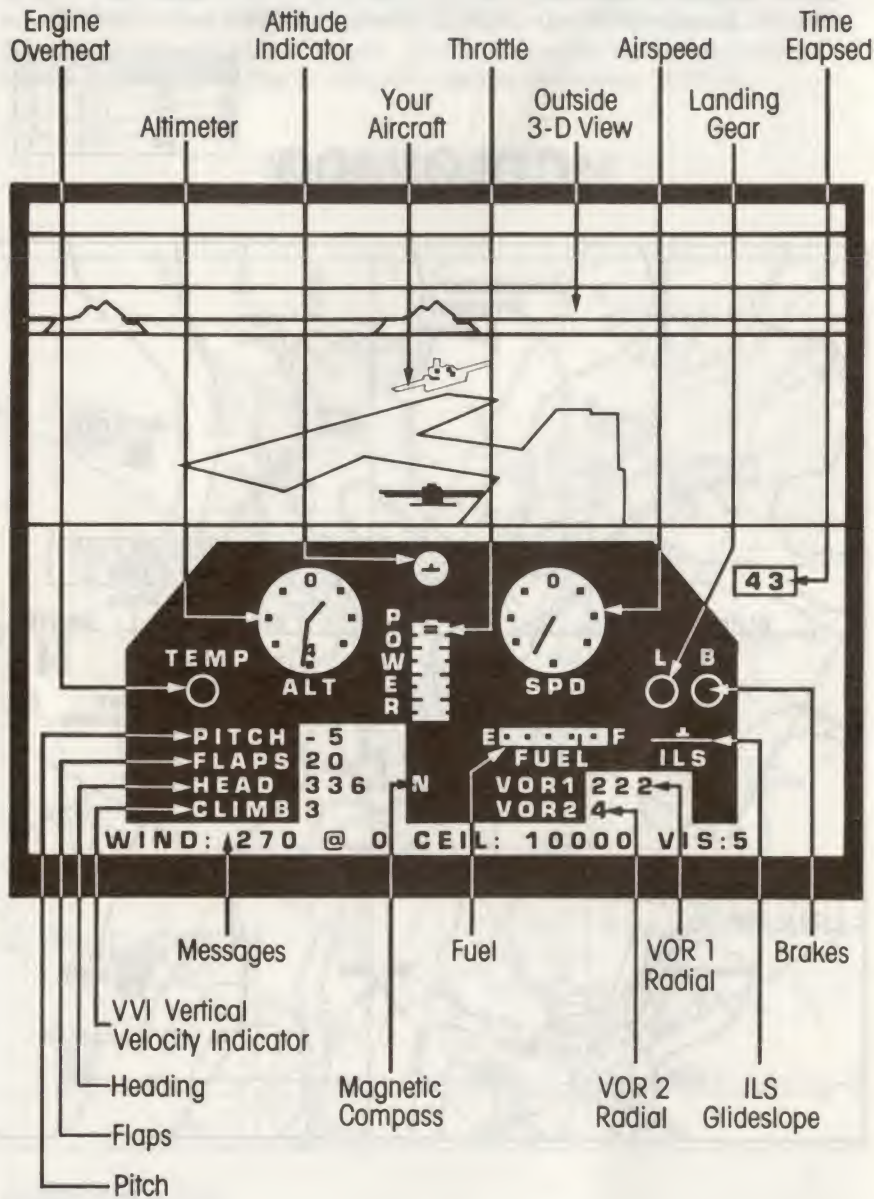 Engine
Overheat
Attitude
Indicator
Throttle
Airspeed
Time
Elapsed
Altimeter
Your
Aircraft
Outside
3-D View
Landing
Gear
43
0
4
ALT
POWER
0
SPD
TEMP
L B
PITCH - 5
FLAPS 20
HEAD 336
CLIMB 3
N
E F
FUEL
ILS
VOR1 222
VOR2 4
WIND: 270 @ 0 CEIL: 10000 VIS:5
Messages
Fuel
VOR 1
Radial
Brakes
VVI Vertical
Velocity Indicator
Heading
Magnetic
Compass
VOR 2
Radial
ILS
Glideslope
Flaps
Pitch